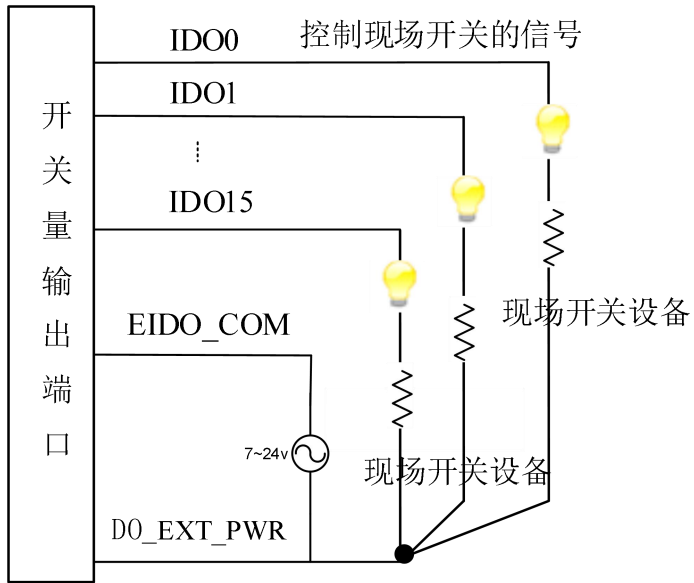 开关量输出端口
IDO0
控制现场开关的信号
IDO1
IDO15
现场开关设备
EIDO_COM
7~24v
现场开关设备
DO_EXT_PWR